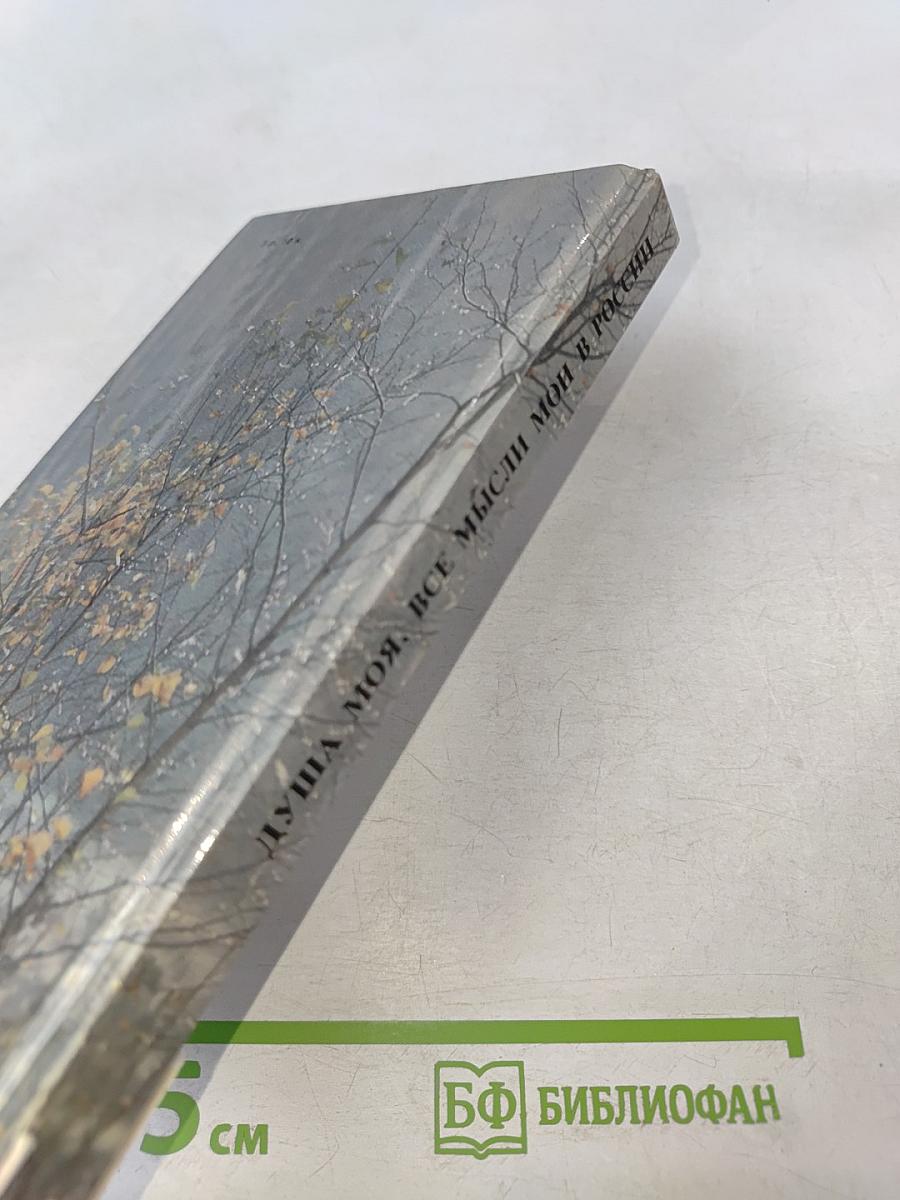 ДУША МОЯ, ВСЕ МЫСЛИ МОИ В РОССИИ
5 см
БФ БИБЛИОФАН